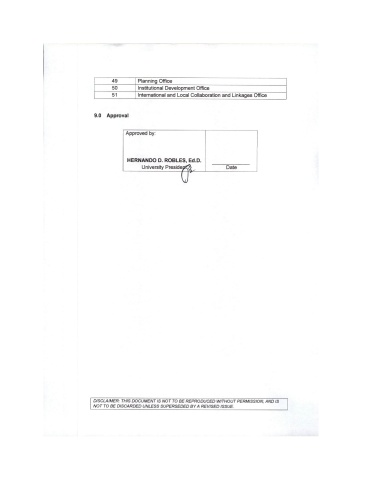 49 Planning Office
50 Institutional Development Office
51 International and Local Collaboration and Linkages Office
9.0 Approval
Approved by:
HERNANDO D. ROBLES, Ed.D.
University President
Date
DISCLAIMER: THIS DOCUMENT IS NOT TO BE REPRODUCED WITHOUT PERMISSION, AND IS
NOT TO BE DISCARDED UNLESS SUPERSEDED BY A REVISED ISSUE.